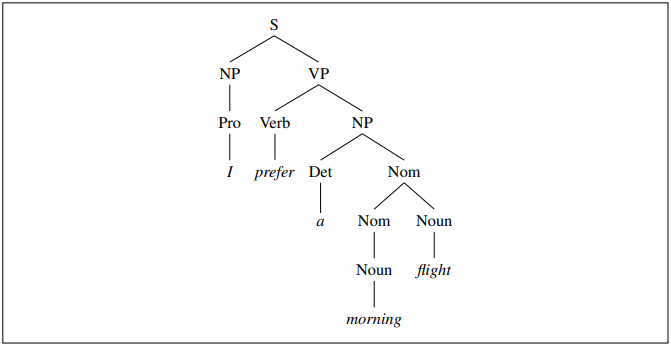 S
NP VP
Pro Verb NP
I prefer Det Nom
a Nom Noun
Noun flight
morning